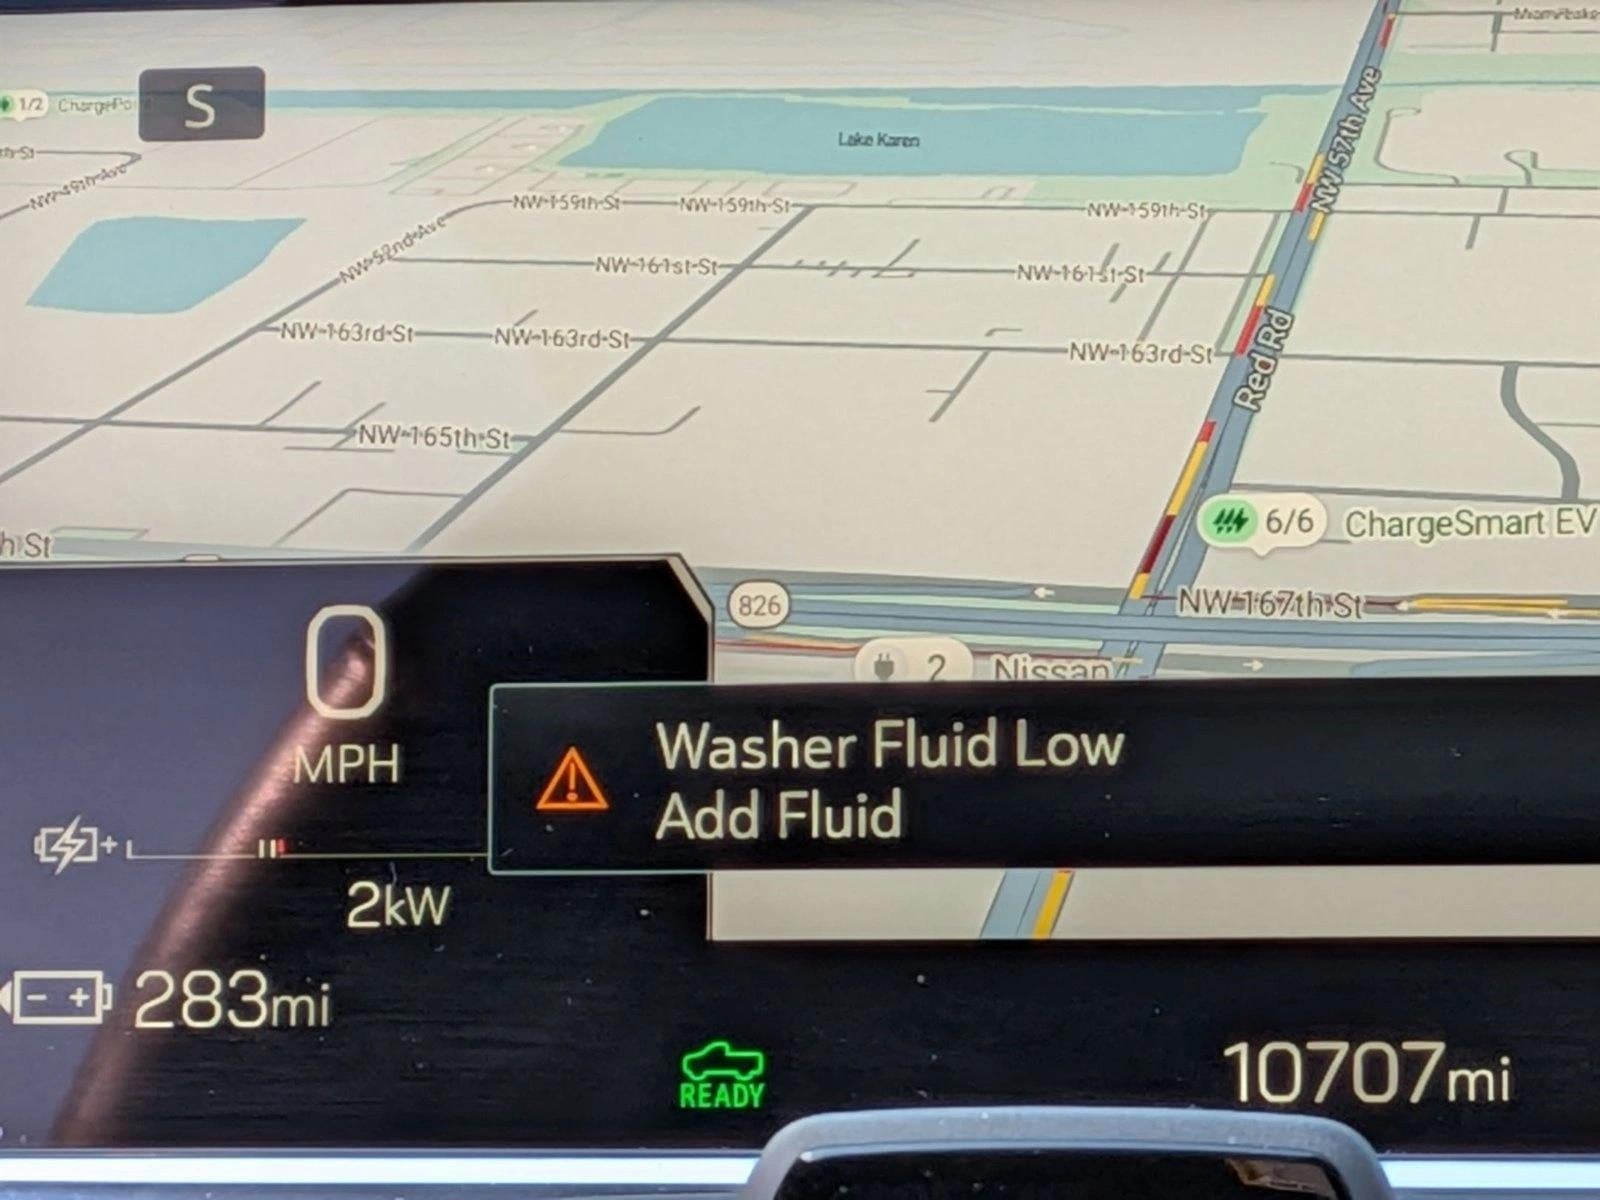 S
1/2
Lake Karen
NW 57th Ave
NW 49th Ave
NW 159th St
NW 159th St
NW 159th St
NW 52nd Ave
NW 161st St
NW 161st St
NW 163rd St
NW 163rd St
NW 163rd St
Red Rd
NW 165th St
6/6 ChargeSmart EV
h St
826
NW 167th St
2 Nissan
0
MPH
Washer Fluid Low
Add Fluid
2kW
283mi
READY
10707mi